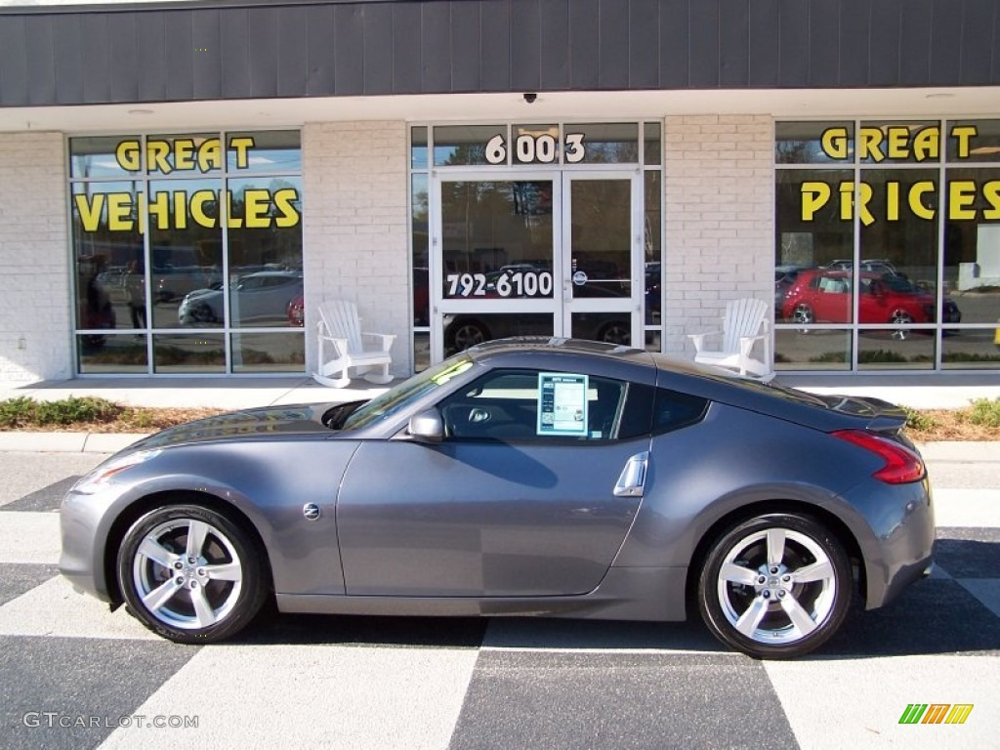 GREAT
VEHICLES
6003
792-6100
GREAT
PRICES
Z
GTCARLOT.COM